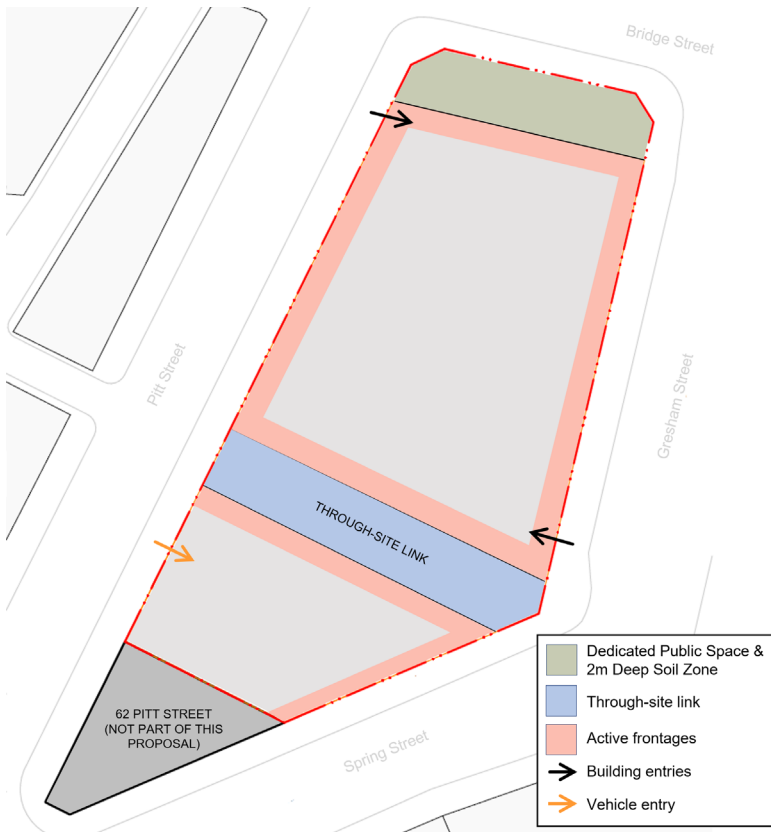 Bridge Street
Pitt Street
Gresham Street
THROUGH-SITE LINK
62 PITT STREET
(NOT PART OF THIS
PROPOSAL)
Spring Street
Dedicated Public Space &
2m Deep Soil Zone
Through-site link
Active frontages
Building entries
Vehicle entry